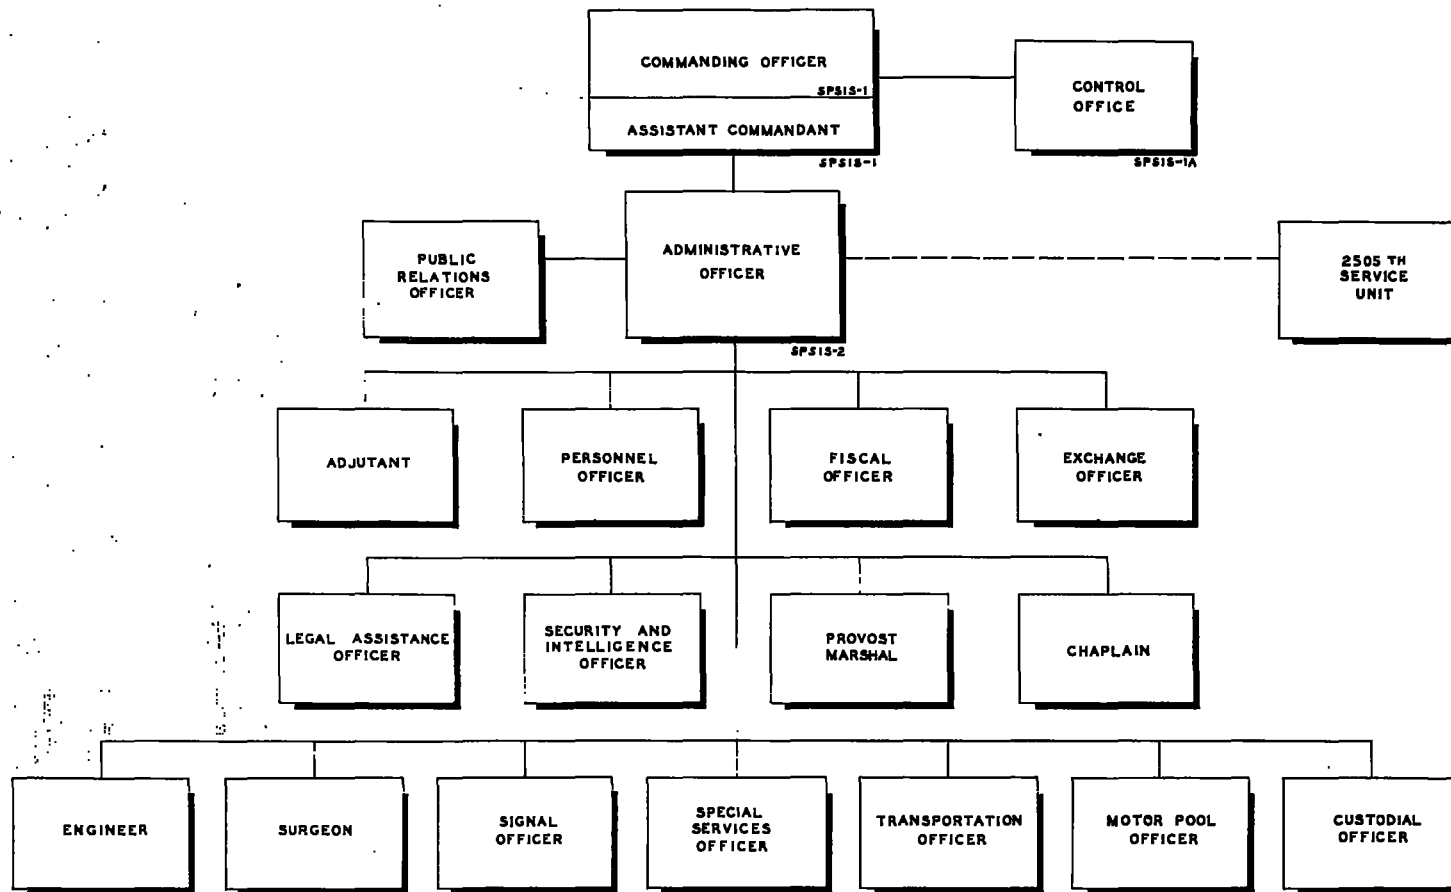 COMMANDING OFFICER
SPSIS-1
ASSISTANT COMMANDANT
SPSIS-1
CONTROL
OFFICE
SPSIS-1A
PUBLIC
RELATIONS
OFFICER
ADMINISTRATIVE
OFFICER
SPSIS-2
2505 TH
SERVICE
UNIT
ADJUTANT
PERSONNEL
OFFICER
FISCAL
OFFICER
EXCHANGE
OFFICER
LEGAL ASSISTANCE
OFFICER
SECURITY AND
INTELLIGENCE
OFFICER
PROVOST
MARSHAL
CHAPLAIN
ENGINEER
SURGEON
SIGNAL
OFFICER
SPECIAL
SERVICES
OFFICER
TRANSPORTATION
OFFICER
MOTOR POOL
OFFICER
CUSTODIAL
OFFICER